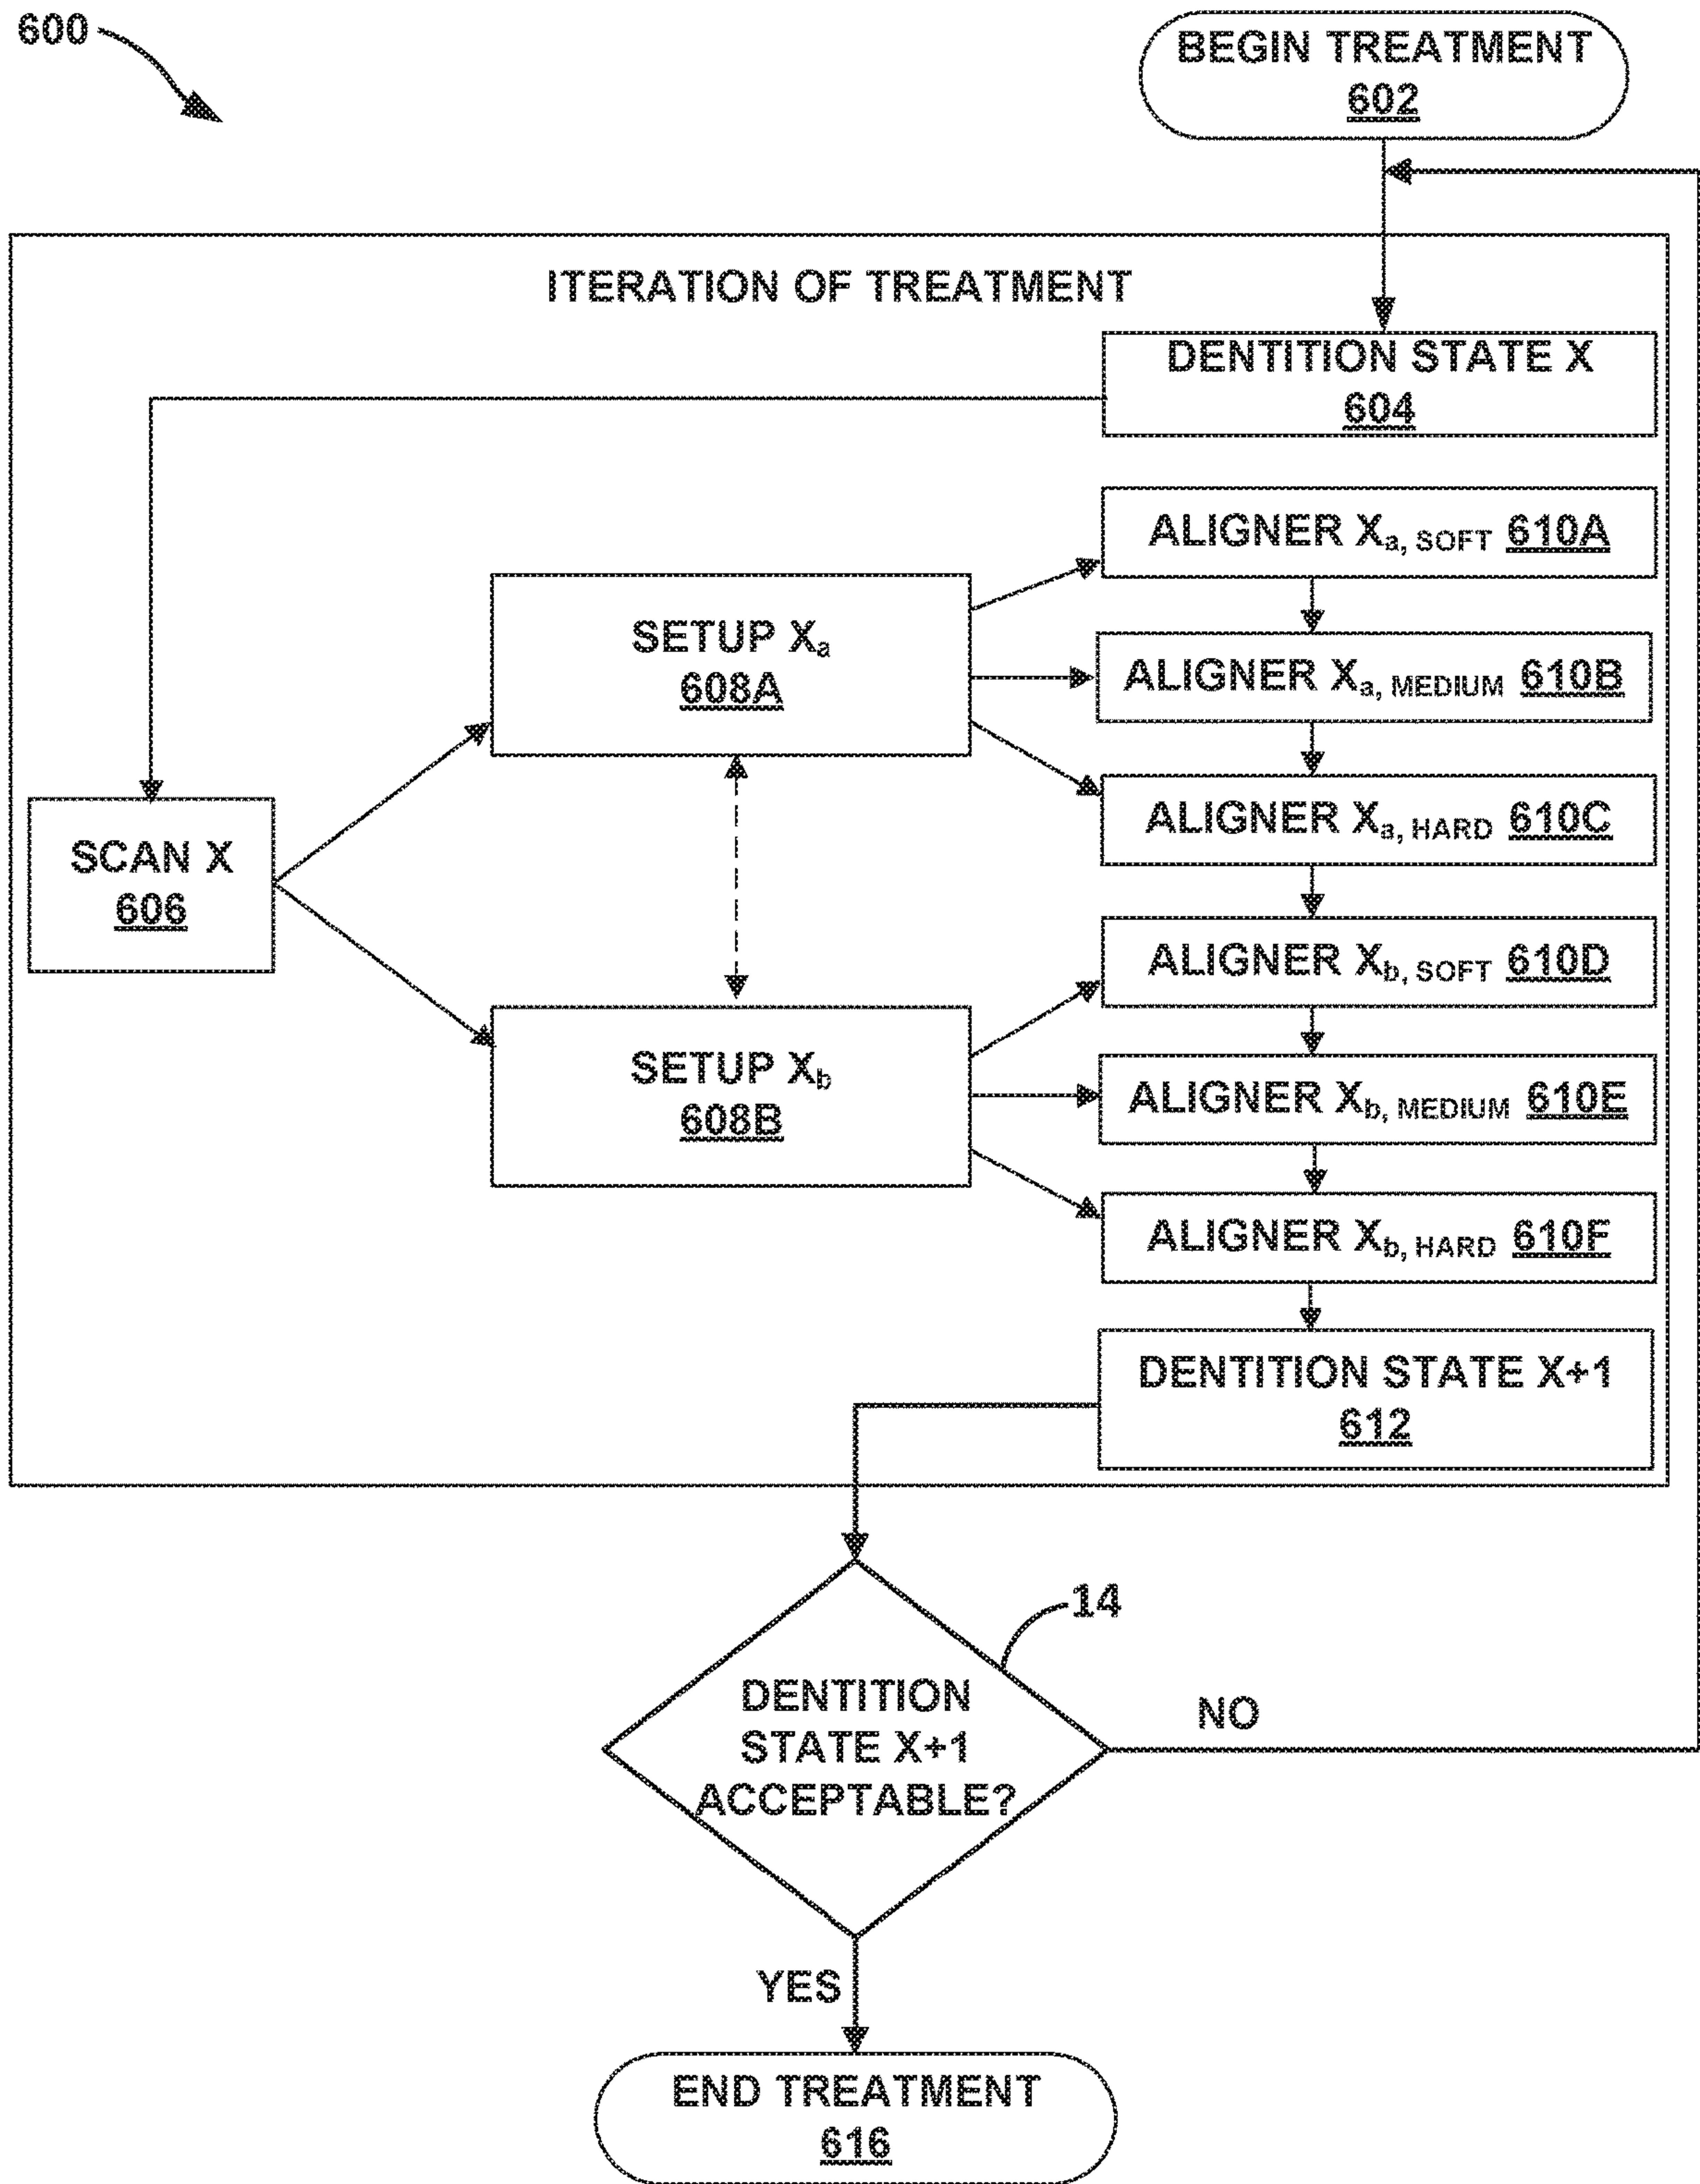 600
BEGIN TREATMENT
602
ITERATION OF TREATMENT
DENTITION STATE X
604
ALIGNER Xa, SOFT 610A
SETUP Xa
608A
ALIGNER Xa, MEDIUM 610B
ALIGNER Xa, HARD 610C
SCAN X
606
ALIGNER Xb, SOFT 610D
SETUP Xb
608B
ALIGNER Xb, MEDIUM 610E
ALIGNER Xb, HARD 610F
DENTITION STATE X+1
612
14
DENTITION
STATE X+1
ACCEPTABLE?
NO
YES
END TREATMENT
616